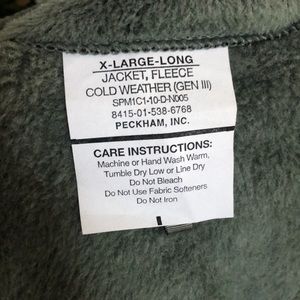 X-LARGE-LONG
JACKET, FLEECE
COLD WEATHER (GEN III)
SPM1C1-10-D-N005
8415-01-538-6768
PECKHAM, INC.
CARE INSTRUCTIONS:
Machine or Hand Wash Warm,
Tumble Dry Low or Line Dry
Do Not Bleach
Do Not Use Fabric Softeners
Do Not Iron